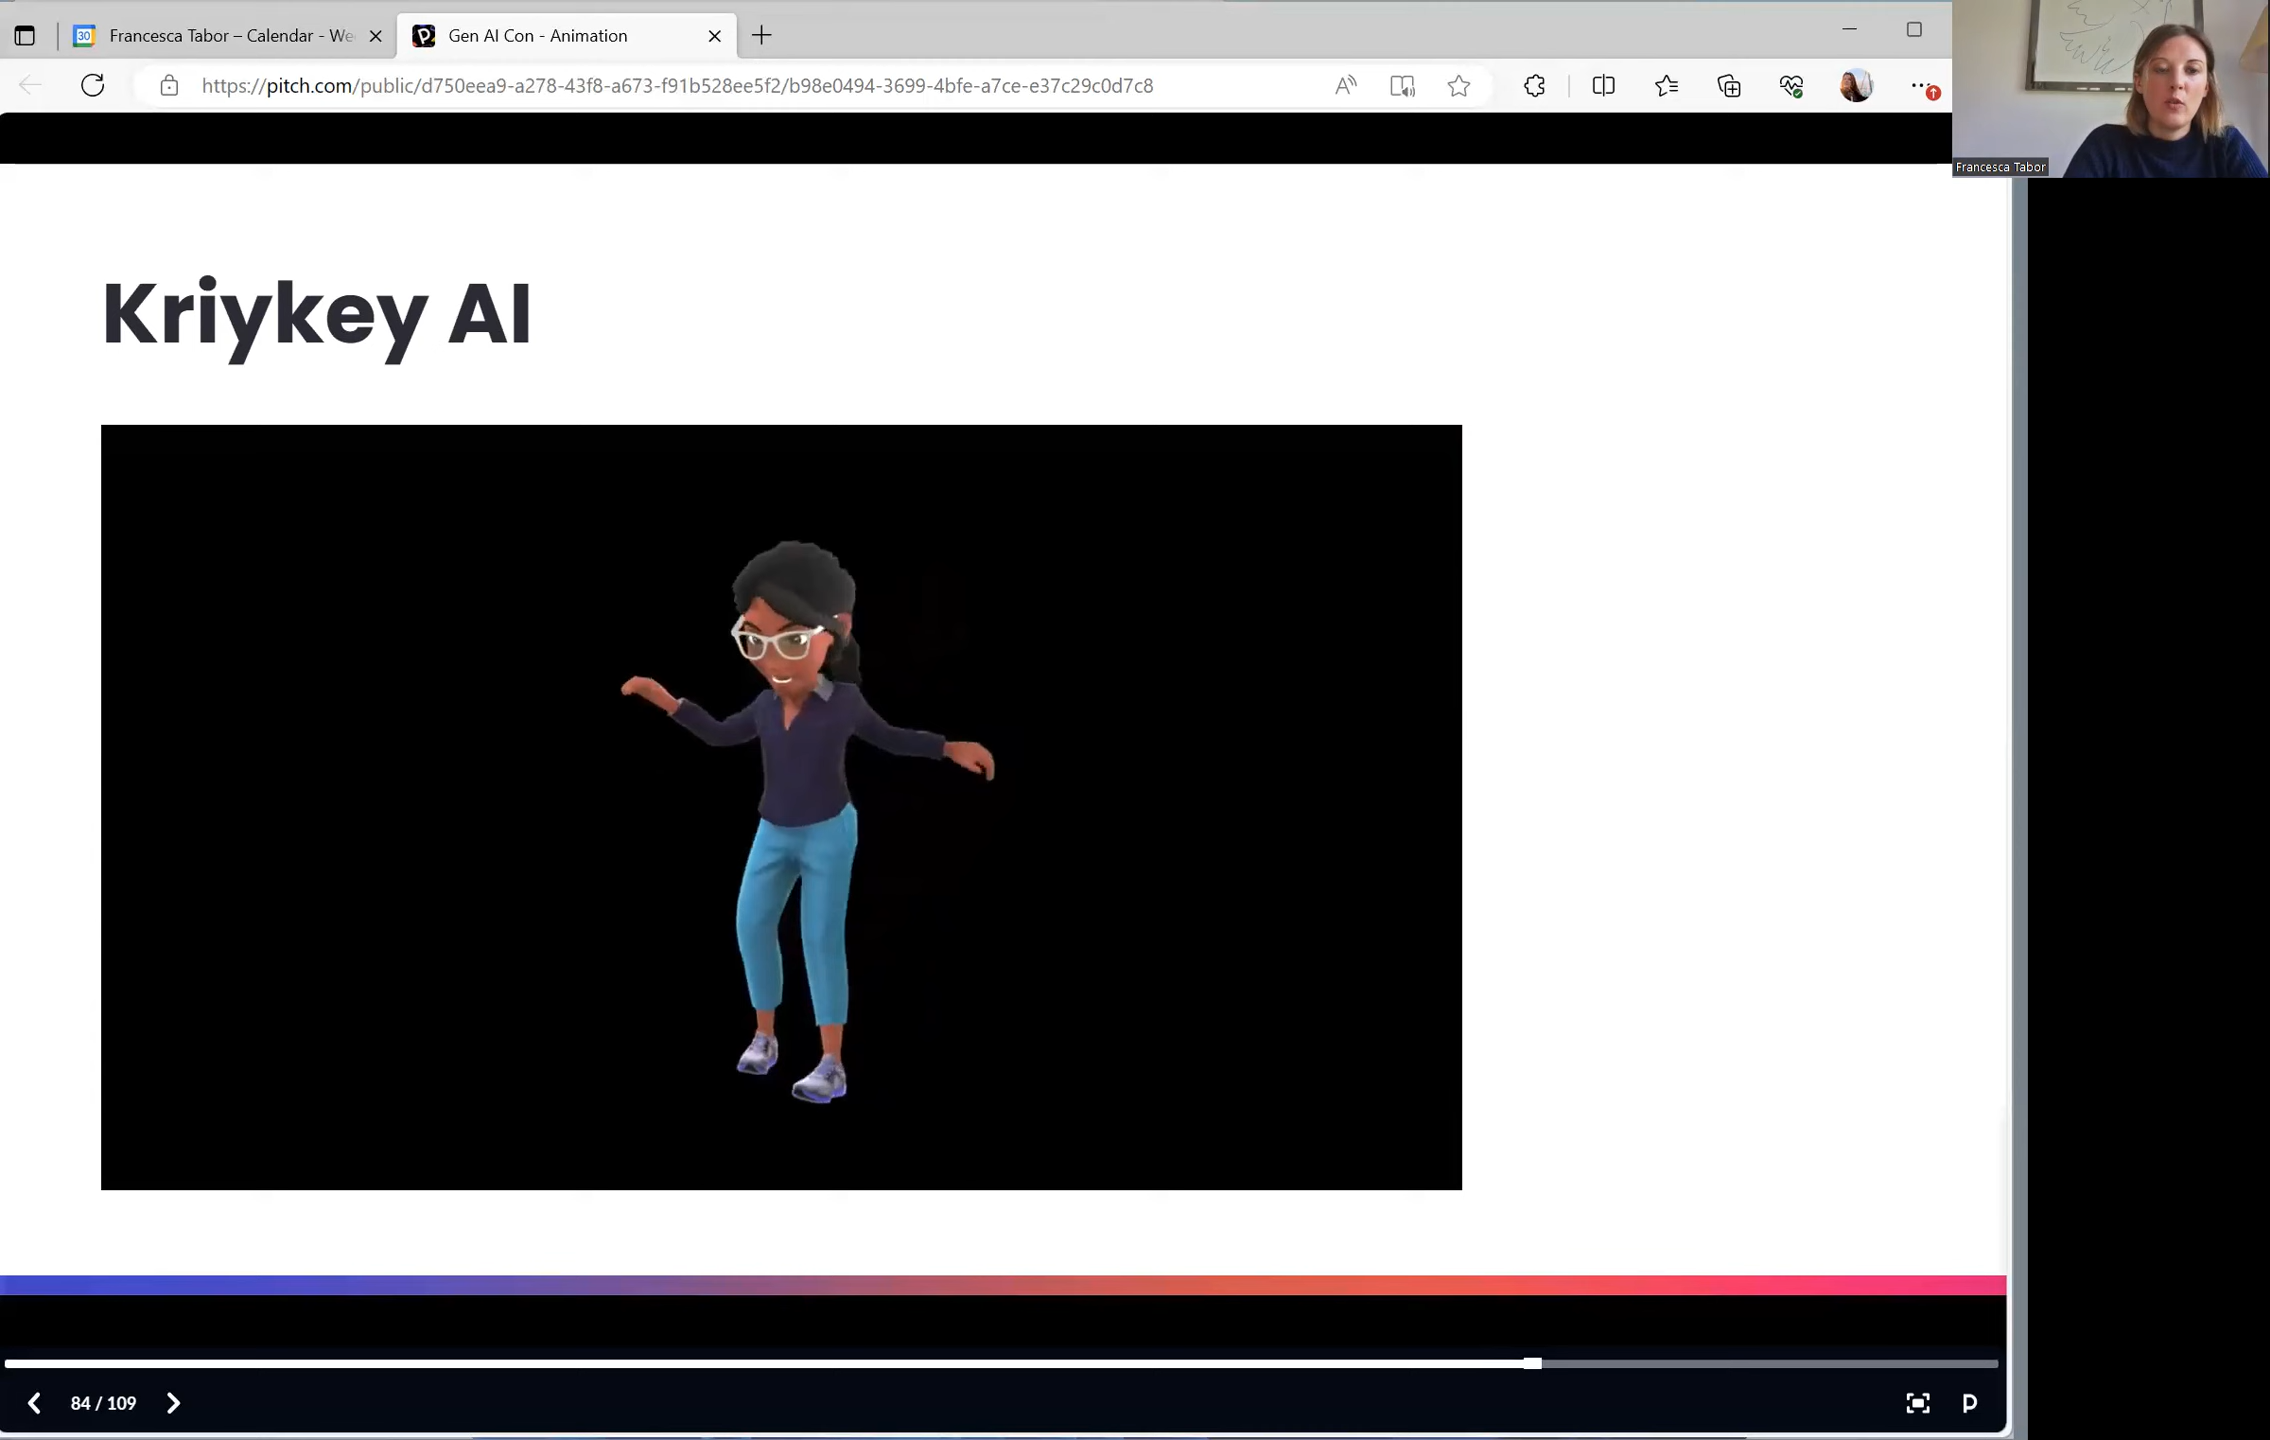 Francesca Tabor – Calendar - We
Gen AI Con - Animation
https://pitch.com/public/d750eea9-a278-43f8-a673-f91b528ee5f2/b98e0494-3699-4bfe-a7ce-e37c29c0d7c8
Francesca Tabor
Kriykey AI
84 / 109